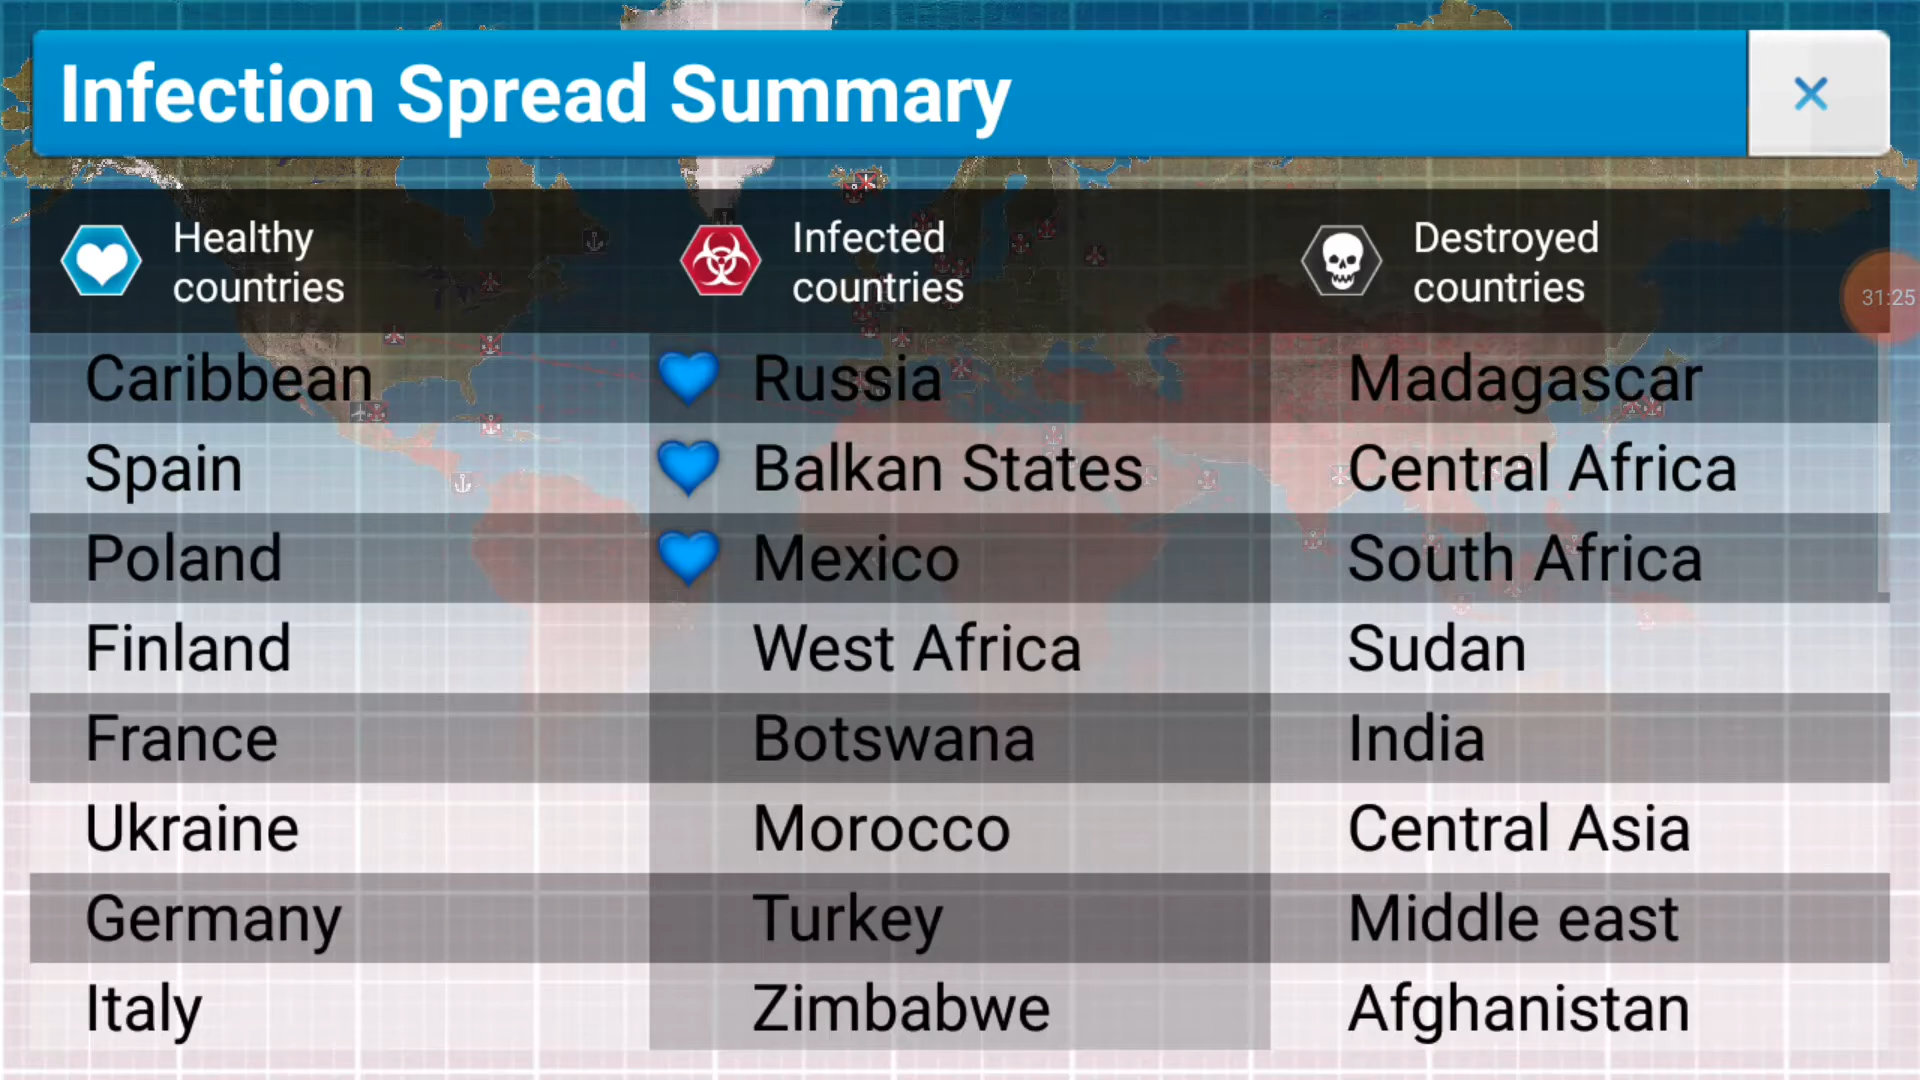 Infection Spread Summary
Healthy
countries
Infected
countries
Destroyed
countries
31:25
Caribbean
Russia
Madagascar
Spain
Balkan States
Central Africa
Poland
Mexico
South Africa
Finland
West Africa
Sudan
France
Botswana
India
Ukraine
Morocco
Central Asia
Germany
Turkey
Middle east
Italy
Zimbabwe
Afghanistan